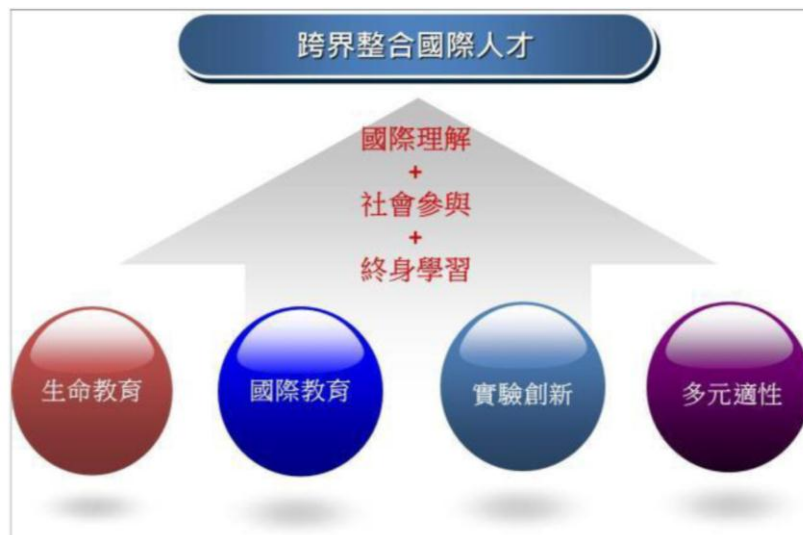 跨界整合國際人才
國際理解
+
社會參與
+
終身學習
生命教育
國際教育
實驗創新
多元適性